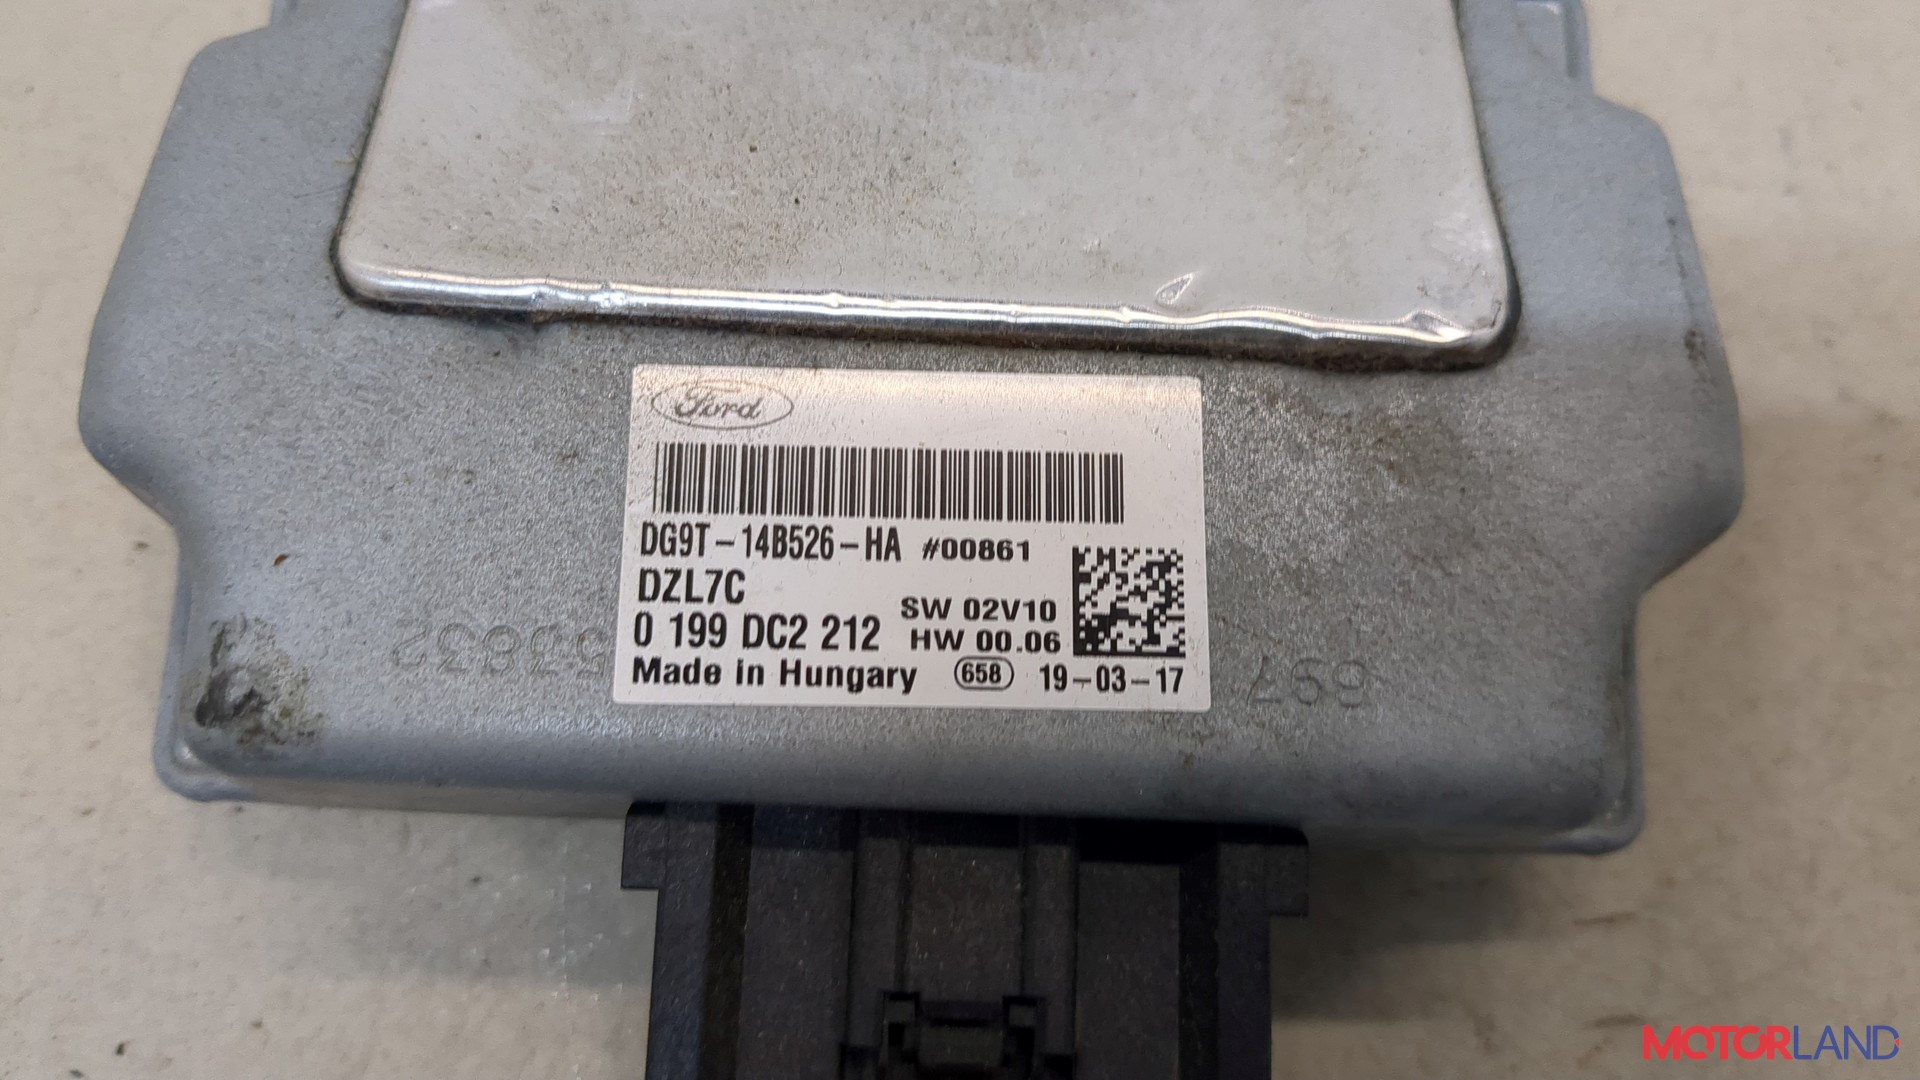 Ford
DG9T-14B526-HA #00861
DZL7C
SW 02V10
0 199 DC2 212
HW 00.06
Made in Hungary 658 19-03-17
53832
697
MOTORLAND